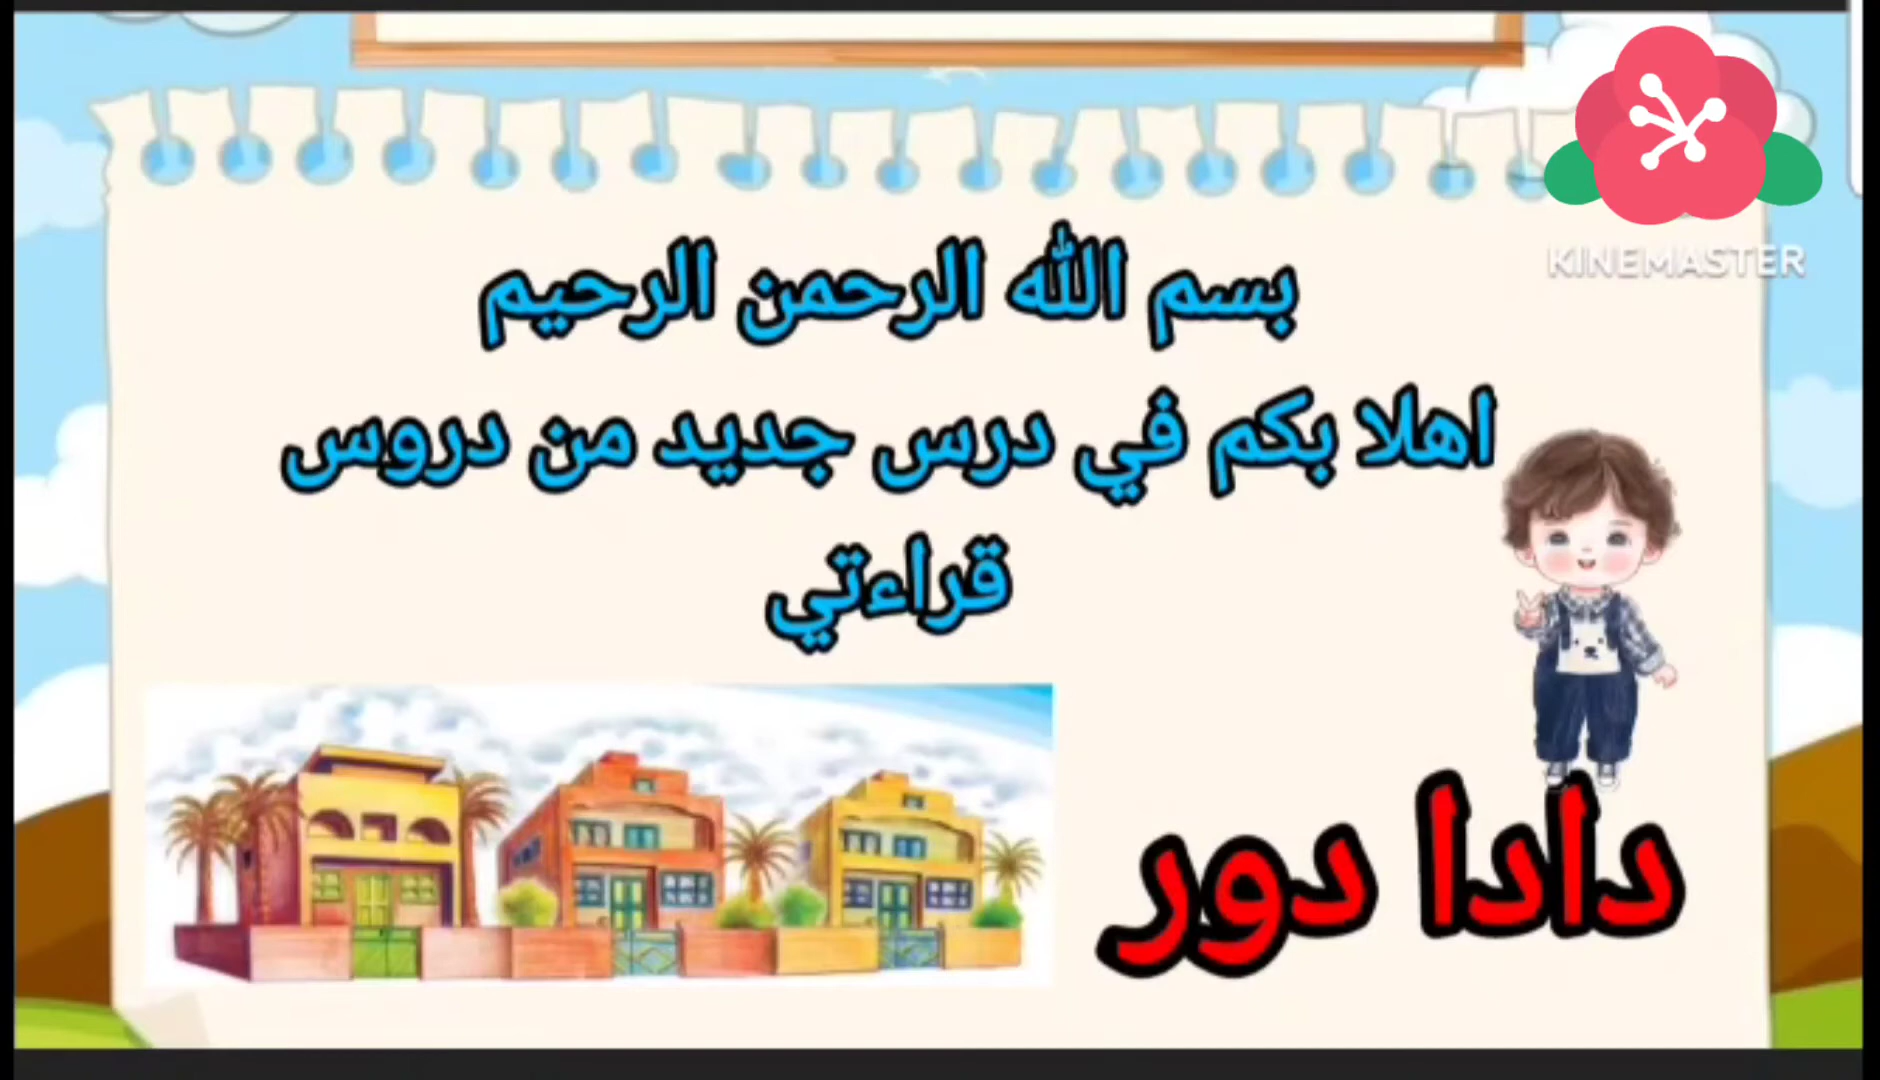 KINEMASTER
بسم الله الرحمن الرحيم
اهلا بكم في درس جديد من دروس
قراءتي
دادا دور